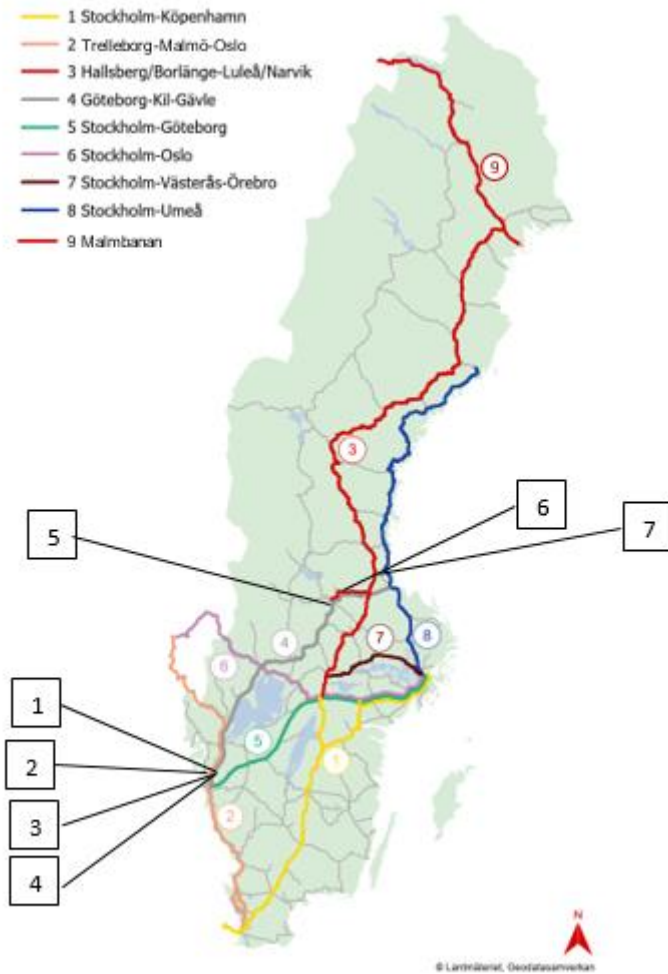 1 Stockholm-Köpenhamn
2 Trelleborg-Malmö-Oslo
3 Hallsberg/Borlänge-Luleå/Narvik
4 Göteborg-Kil-Gävle
5 Stockholm-Göteborg
6 Stockholm-Oslo
7 Stockholm-Västerås-Örebro
8 Stockholm-Umeå
9 Malmbanan
9
3
6
7
5
4
7
8
6
1
5
1
2
2
3
4
N
© Lantmäteriet, Geodatasamverkan